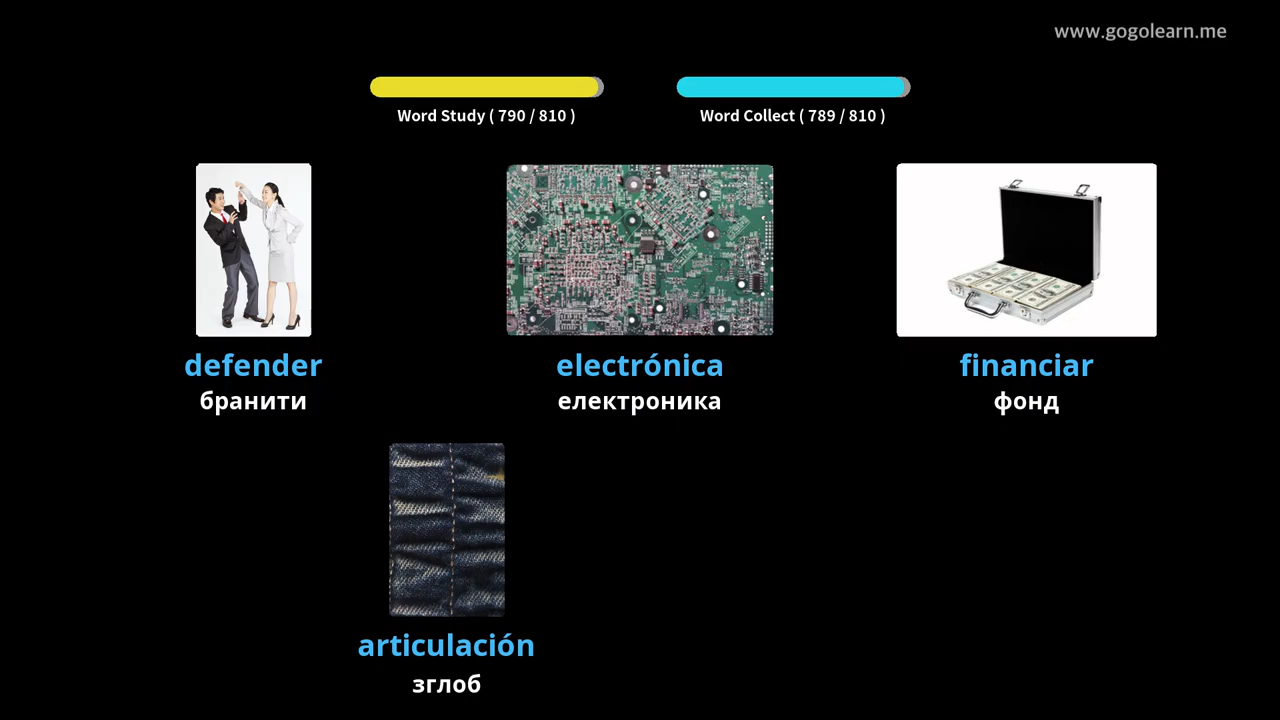 www.gogolearn.me
Word Study ( 790 / 810 )
Word Collect ( 789 / 810 )
defender
бранити
electrónica
електроника
financiar
фонд
articulación
зглоб